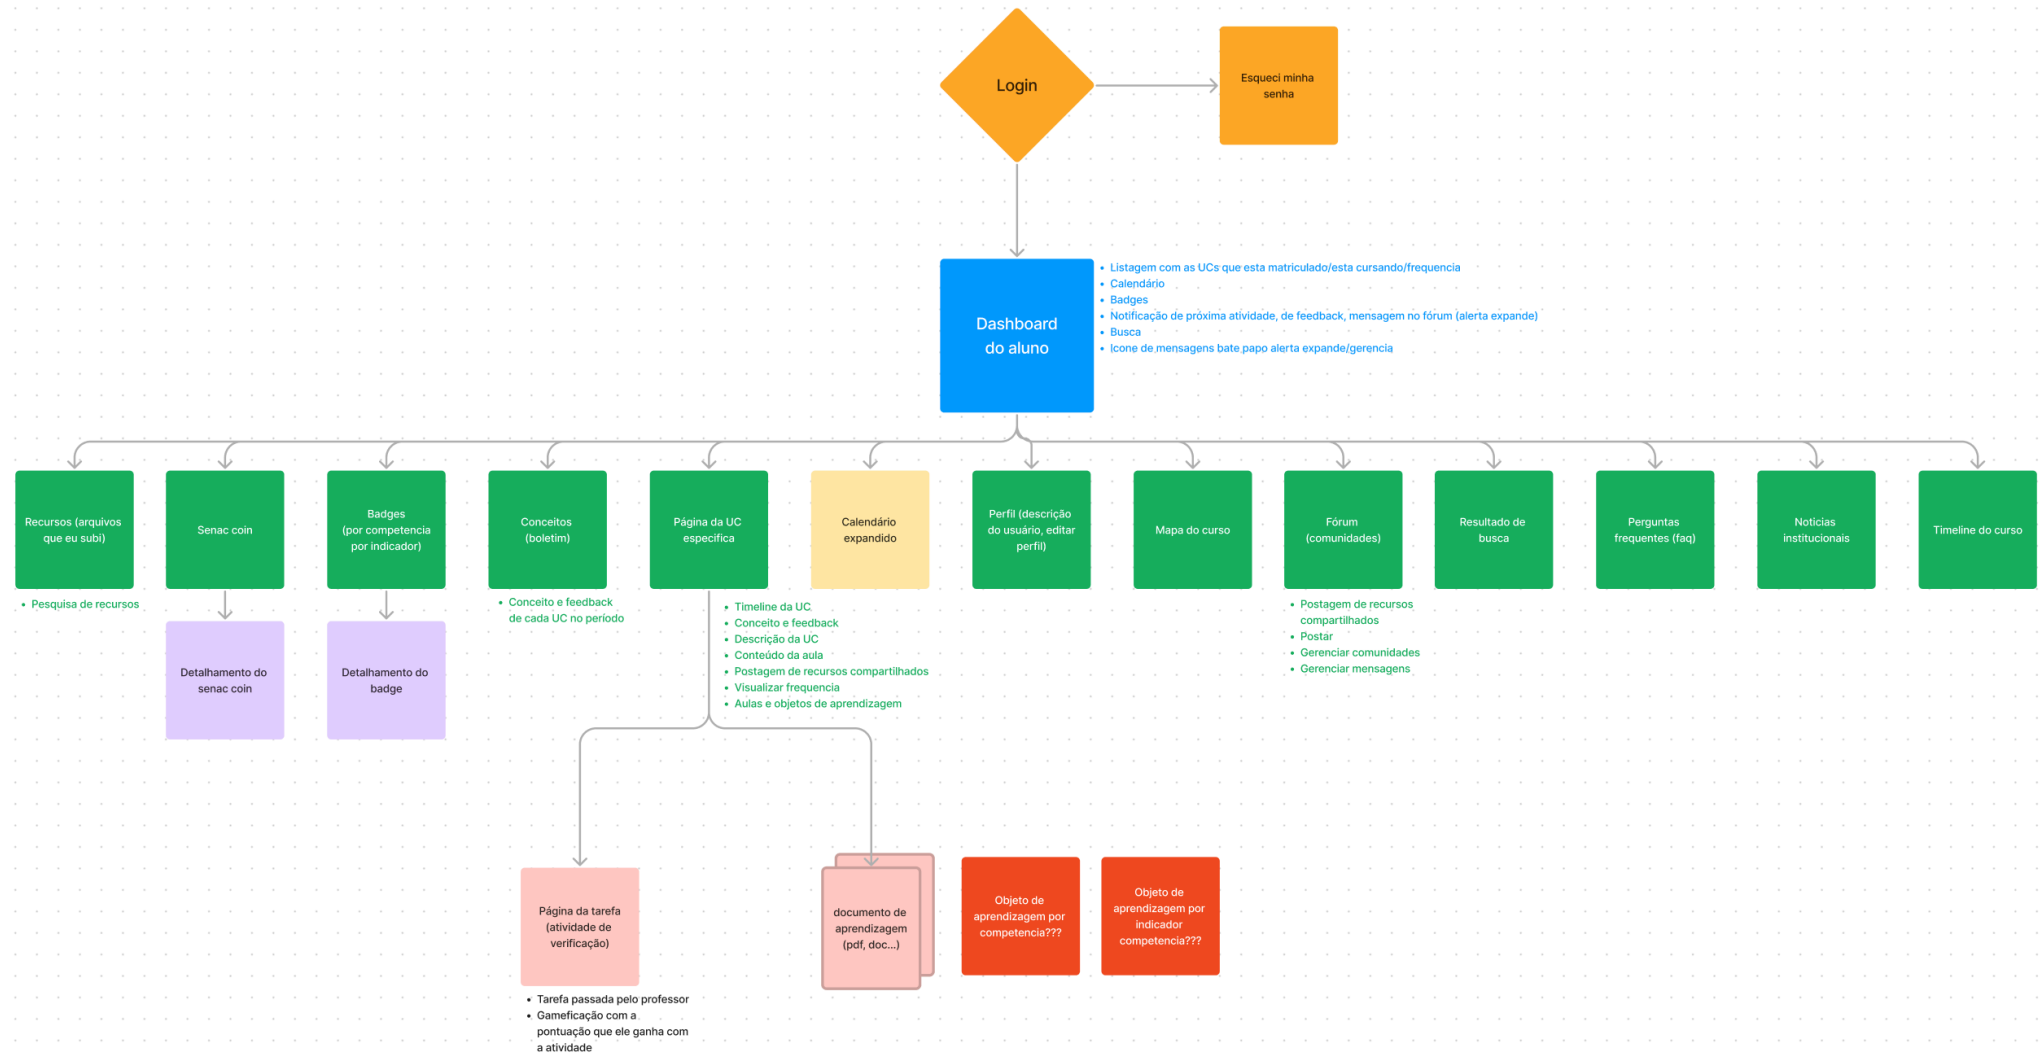 Login
Esqueci minha
senha
Dashboard
do aluno
• Listagem com as UCs que esta matriculado/esta cursando/frequencia
• Calendário
• Badges
• Notificação de próxima atividade, de feedback, mensagem no fórum (alerta expande)
• Busca
• Icone de mensagens bate papo alerta expande/gerencia
Recursos (arquivos
que eu subi)
• Pesquisa de recursos
Senac coin
Detalhamento do
senac coin
Badges
(por competencia
por indicador)
Detalhamento do
badge
Conceitos
(boletim)
• Conceito e feedback
de cada UC no período
Página da UC
especifica
• Timeline da UC
• Conceito e feedback
• Descrição da UC
• Conteúdo da aula
• Postagem de recursos compartilhados
• Visualizar frequencia
• Aulas e objetos de aprendizagem
Calendário
expandido
Perfil (descrição
do usuário, editar
perfil)
Mapa do curso
Fórum
(comunidades)
• Postagem de recursos
compartilhados
• Postar
• Gerenciar comunidades
• Gerenciar mensagens
Resultado de
busca
Perguntas
frequentes (faq)
Noticias
institucionais
Timeline do curso
Página da tarefa
(atividade de
verificação)
• Tarefa passada pelo professor
• Gameficação com a
pontuação que ele ganha com
a atividade
documento de
aprendizagem
(pdf, doc...)
Objeto de
aprendizagem por
competencia???
Objeto de
aprendizagem por
indicador
competencia???